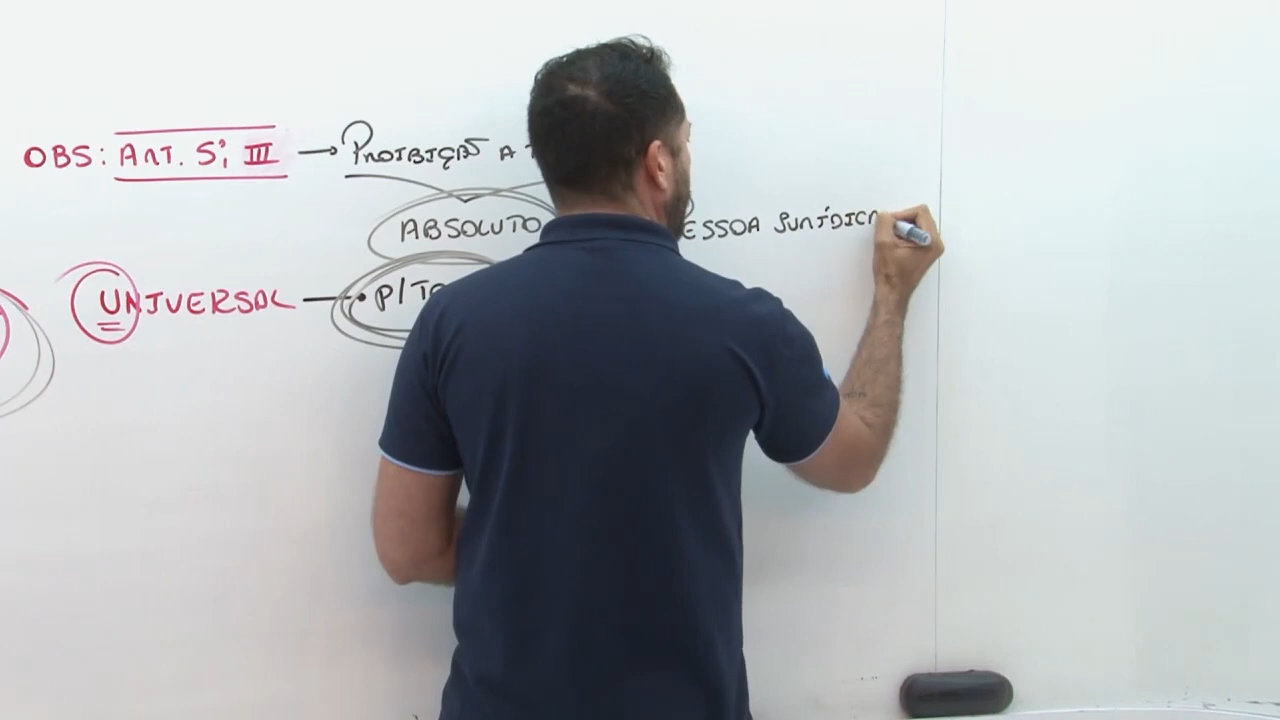 OBS: ART. 5º, III → PROIBIÇÃO A
ABSOLUTO ESSOA JURÍDICA
UNIVERSAL → P/ TO